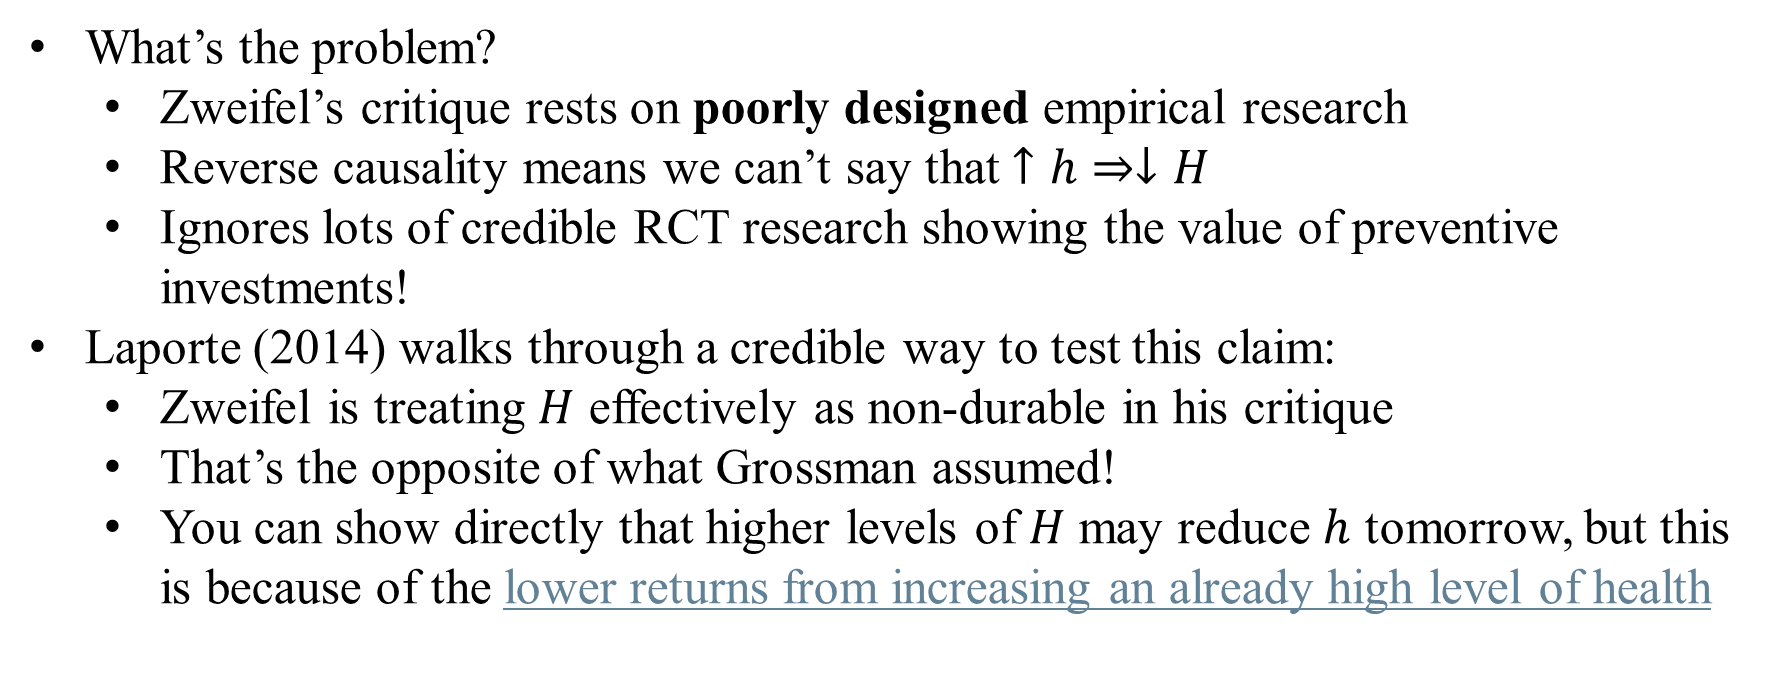 • What’s the problem?
• Zweifel’s critique rests on poorly designed empirical research
• Reverse causality means we can’t say that ↑ h ⇒↓ H
• Ignores lots of credible RCT research showing the value of preventive
investments!
• Laporte (2014) walks through a credible way to test this claim:
• Zweifel is treating H effectively as non-durable in his critique
• That’s the opposite of what Grossman assumed!
• You can show directly that higher levels of H may reduce h tomorrow, but this
is because of the lower returns from increasing an already high level of health